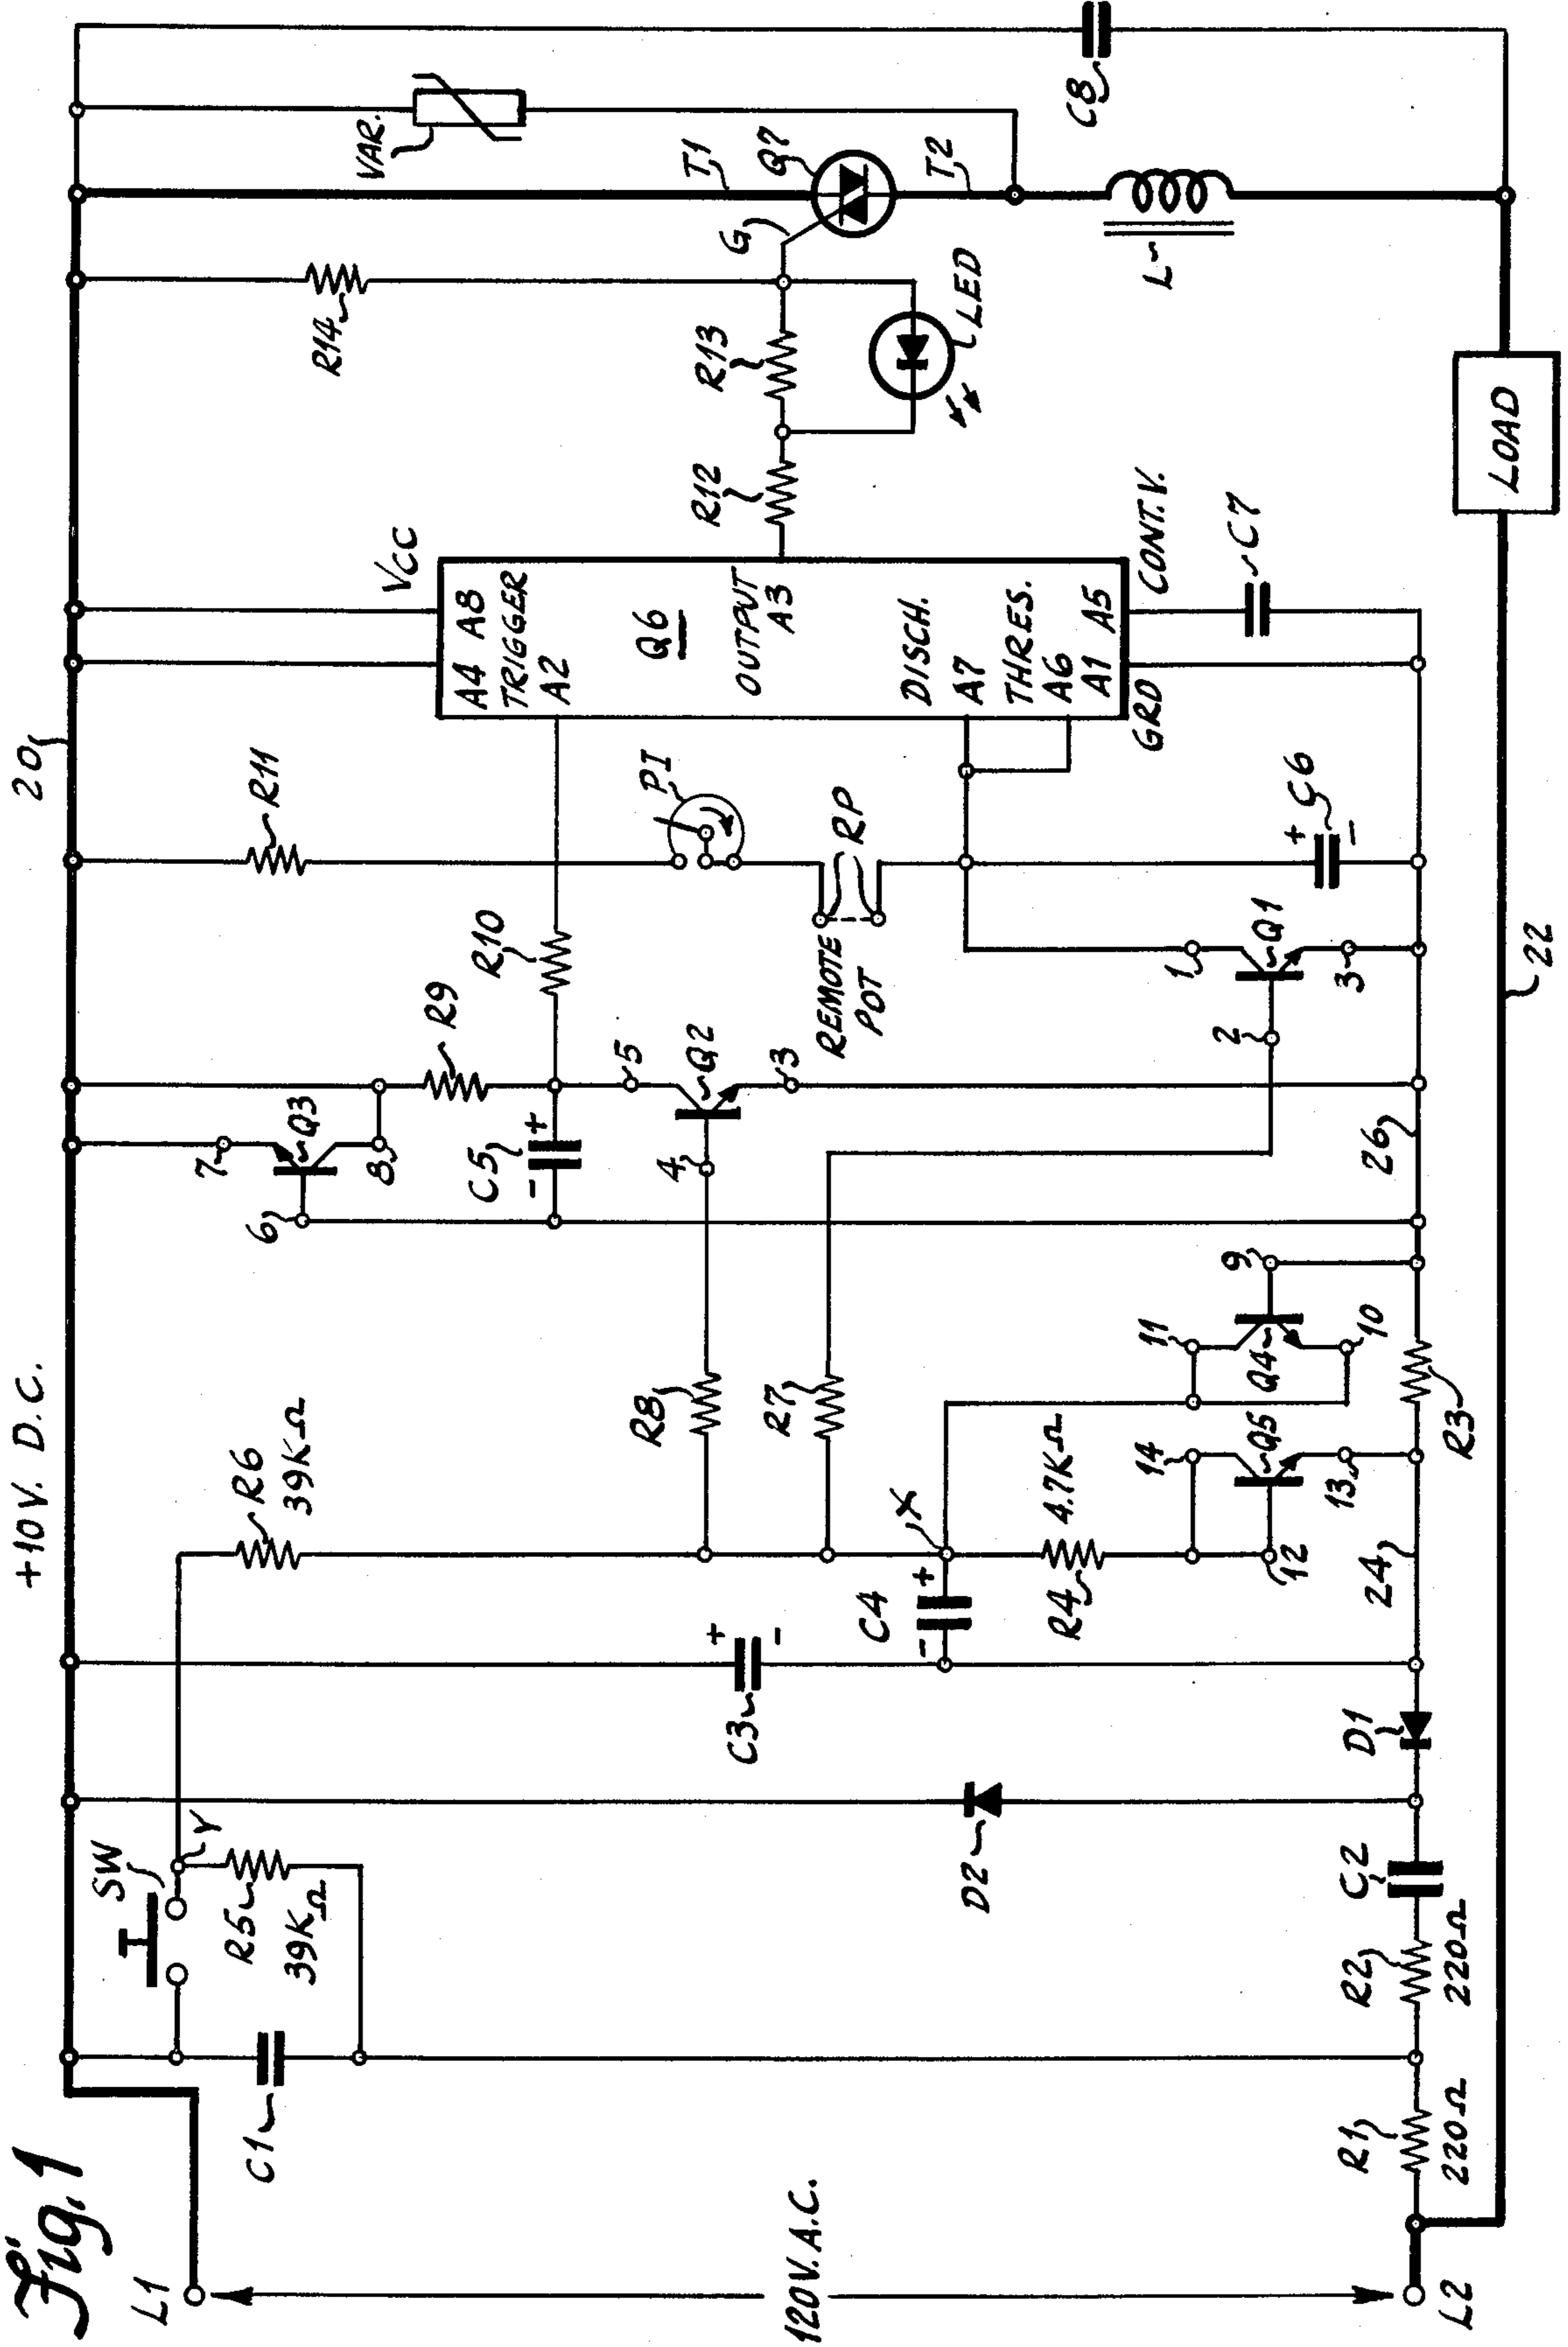 Fig. 1
+10 V. D.C.
20
L1
L2
120 V.A.C.
C1
SW
Y
R5
39KΩ
R6
39KΩ
R1
220Ω
R2
220Ω
C2
D1
D2
C3
+
-
C4
+
-
X
R4
4.7KΩ
24
R3
26
22
12
13
14
Q5
11
10
9
Q4
R7
R8
6
7
8
Q3
C5
+
-
R9
R10
4
5
3
Q2
2
1
3
Q1
R11
PI
REMOTE
POT
RP
C6
+
-
VCC
A4 A8
TRIGGER
A2
Q6
OUTPUT
A3
DISCH.
A7
THRES.
A6
A1 A5
GRD
CONT. V.
C7
R12
R13
LED
R14
G
T1
Q7
T2
L
VAR.
C8
LOAD